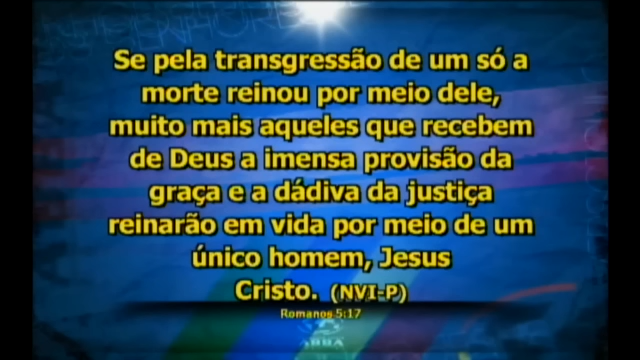 Se pela transgressão de um só a
morte reinou por meio dele,
muito mais aqueles que recebem
de Deus a imensa provisão da
graça e a dádiva da justiça
reinarão em vida por meio de um
único homem, Jesus
Cristo. (NVI-P)
Romanos 5:17
ABBA